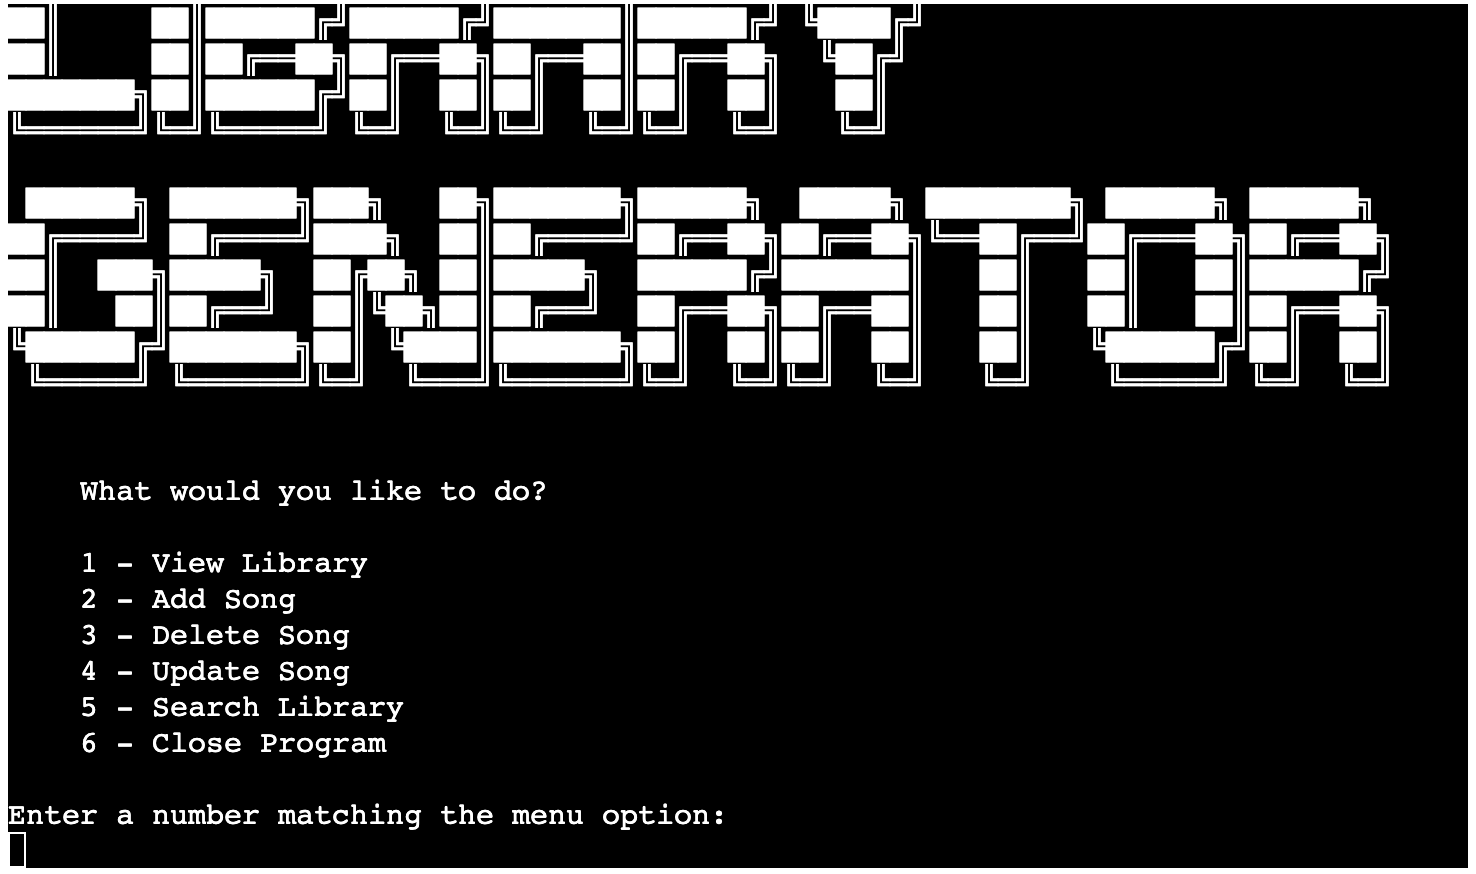 LIBRARY
GENERATOR
What would you like to do?
1 - View Library
2 - Add Song
3 - Delete Song
4 - Update Song
5 - Search Library
6 - Close Program
Enter a number matching the menu option: